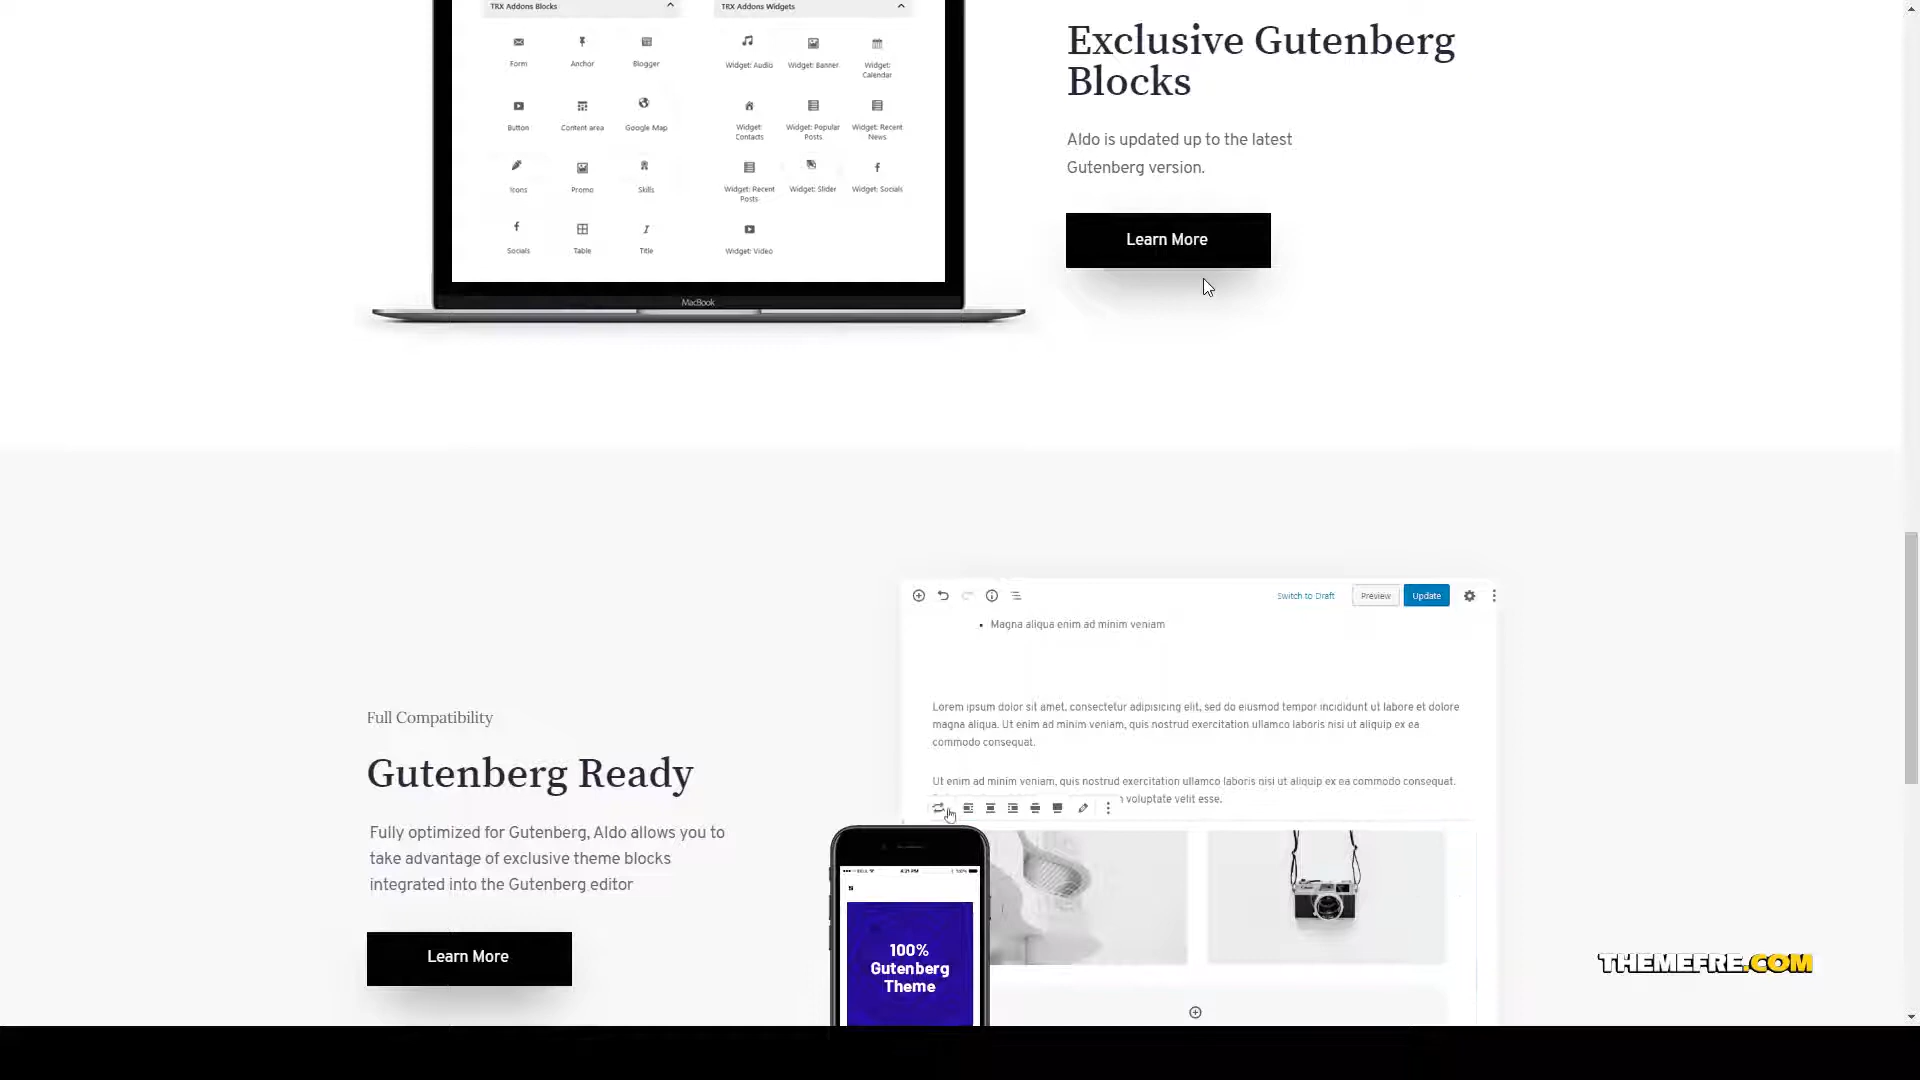 TRX Addons Blocks
TRX Addons Widgets
Form
Anchor
Blogger
Widget: Audio
Widget: Banner
Widget:
Calendar
Button
Content area
Google Map
Widget:
Contacts
Widget: Popular
Posts
Widget: Recent
News
Icons
Promo
Skills
Widget: Recent
Posts
Widget: Slider
Widget: Socials
Socials
Table
Title
Widget: Video
MacBook
Exclusive Gutenberg
Blocks
Aldo is updated up to the latest
Gutenberg version.
Learn More
Full Compatibility
Gutenberg Ready
Fully optimized for Gutenberg, Aldo allows you to
take advantage of exclusive theme blocks
integrated into the Gutenberg editor
Learn More
Switch to Draft
Preview
Update
Magna aliqua enim ad minim veniam
Lorem ipsum dolor sit amet, consectetur adipisicing elit, sed do eiusmod tempor incididunt ut labore et dolore
magna aliqua. Ut enim ad minim veniam, quis nostrud exercitation ullamco laboris nisi ut aliquip ex ea
commodo consequat.
Ut enim ad minim veniam, quis nostrud exercitation ullamco laboris nisi ut aliquip ex ea commodo consequat.
voluptate velit esse.
4:21 PM
100%
100%
Gutenberg
Theme
THEMEFRE.COM